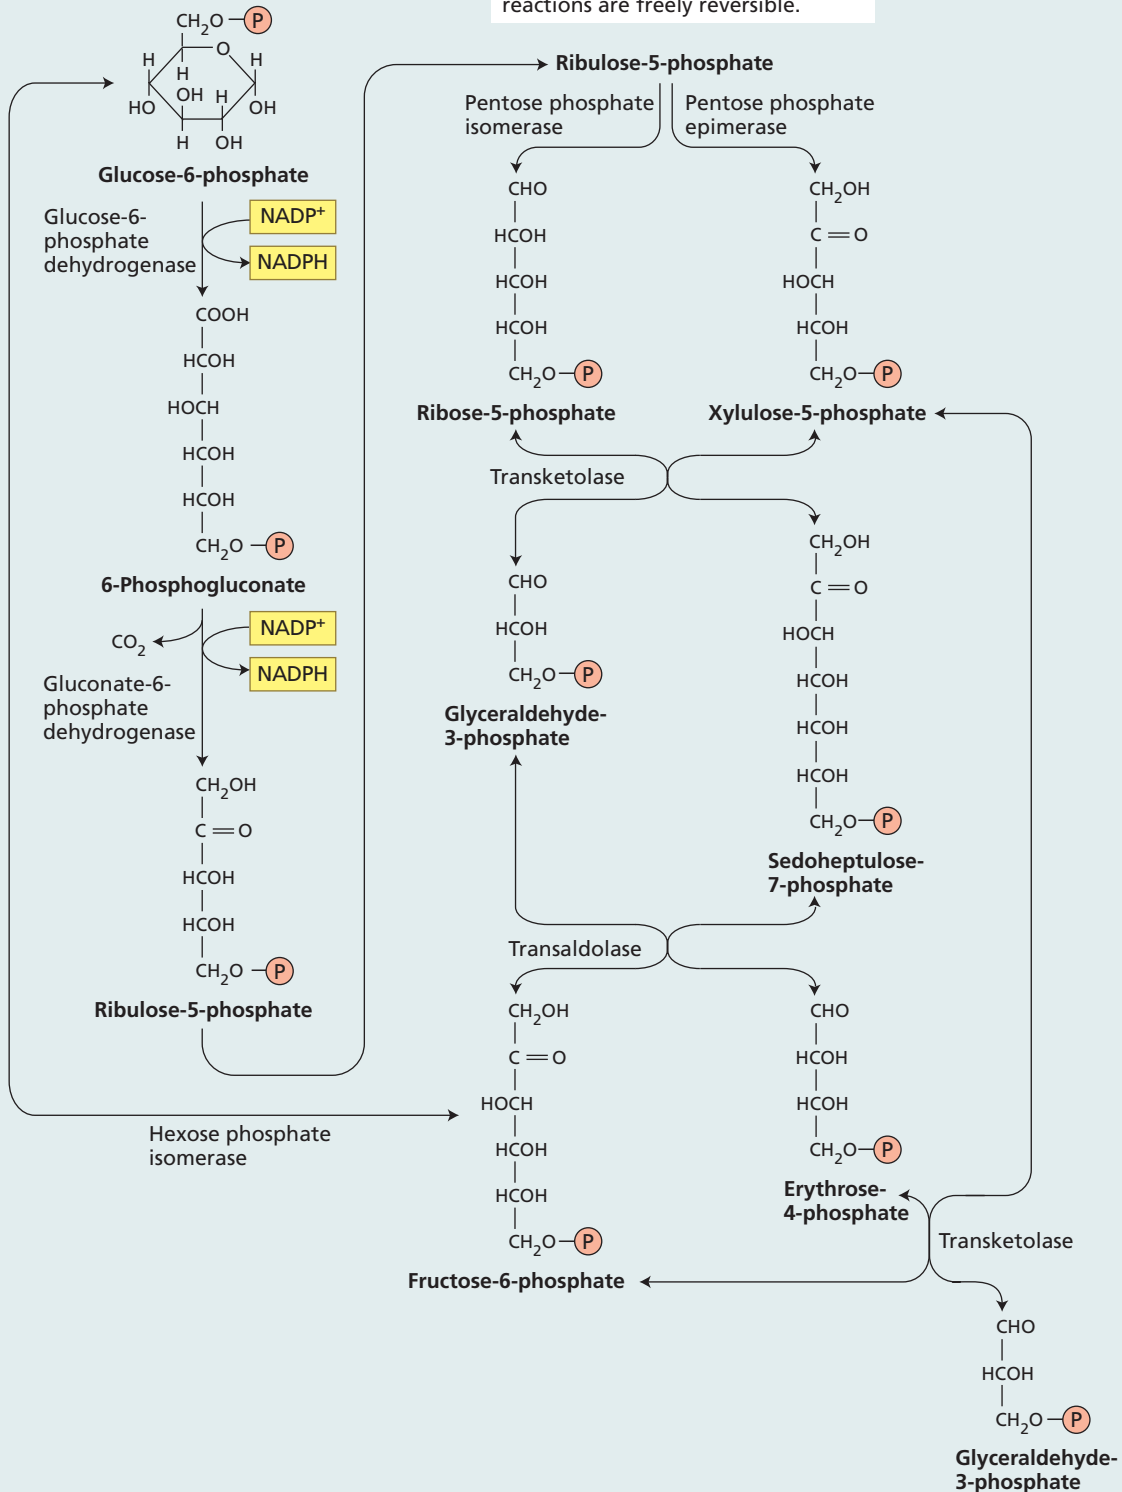 reactions are freely reversible.
CH₂O P
H O H
H
OH H
HO OH
H OH
Glucose-6-phosphate
Glucose-6-
phosphate
dehydrogenase
NADP⁺
NADPH
COOH
HCOH
HOCH
HCOH
HCOH
CH₂O P
6-Phosphogluconate
CO₂
NADP⁺
NADPH
Gluconate-6-
phosphate
dehydrogenase
CH₂OH
C=O
HCOH
HCOH
CH₂O P
Ribulose-5-phosphate
Hexose phosphate
isomerase
Ribulose-5-phosphate
Pentose phosphate
isomerase
Pentose phosphate
epimerase
CHO
HCOH
HCOH
HCOH
CH₂O P
Ribose-5-phosphate
CH₂OH
C=O
HOCH
HCOH
CH₂O P
Xylulose-5-phosphate
Transketolase
CHO
HCOH
CH₂O P
Glyceraldehyde-
3-phosphate
CH₂OH
C=O
HOCH
HCOH
HCOH
HCOH
CH₂O P
Sedoheptulose-
7-phosphate
Transaldolase
CH₂OH
C=O
HOCH
HCOH
HCOH
CH₂O P
Fructose-6-phosphate
CHO
HCOH
HCOH
CH₂O P
Erythrose-
4-phosphate
Transketolase
CHO
HCOH
CH₂O P
Glyceraldehyde-
3-phosphate